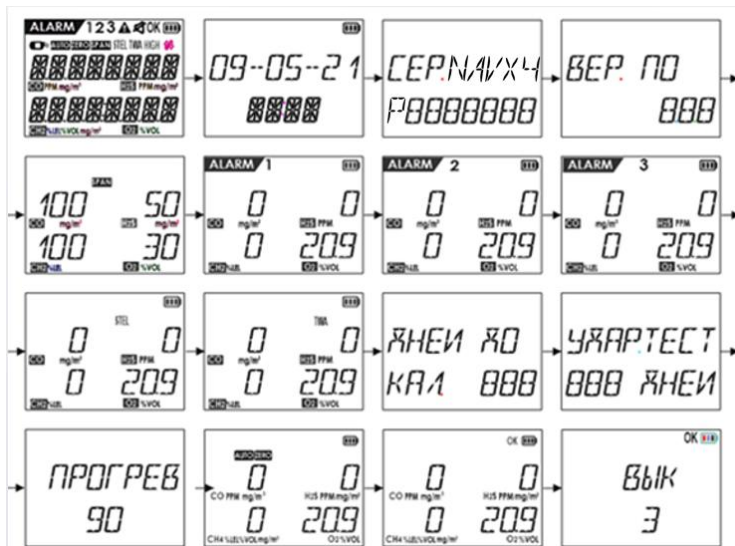 ALARM 1 2 3 OK
AUTO ZERO SPAN STEL TWA HIGH
CO PPM mg/m³ H2S PPM mg/m³
CH4 %LEL%VOL mg/m³ O2 %VOL
09-05-21
СЕР.NAVX4
P8888888
ВЕР. ПО
888
SPAN
100 50
CO mg/m³ H2S mg/m³
100 30
CH4 %LEL O2 %VOL
ALARM 1
0 0
CO mg/m³ H2S PPM
0 20.9
CH4 %LEL O2 %VOL
ALARM 2
0 0
CO mg/m³ H2S PPM
0 20.9
CH4 %LEL O2 %VOL
ALARM 3
0 0
CO mg/m³ H2S PPM
0 20.9
CH4 %LEL O2 %VOL
STEL
0 0
CO mg/m³ H2S PPM
0 20.9
CH4 %LEL O2 %VOL
TWA
0 0
CO mg/m³ H2S PPM
0 20.9
CH4 %LEL O2 %VOL
ДНЕЙ ДО
КАЛ. 888
УДАР.ТЕСТ
888 ДНЕЙ
ПРОГРЕВ
90
AUTO ZERO
0 0
CO PPM mg/m³ H2S PPM mg/m³
0 20.9
CH4 %LEL%VOL mg/m³ O2 %VOL
OK
0 0
CO PPM mg/m³ H2S PPM mg/m³
0 20.9
CH4 %LEL%VOL mg/m³ O2 %VOL
OK
ВЫК
3